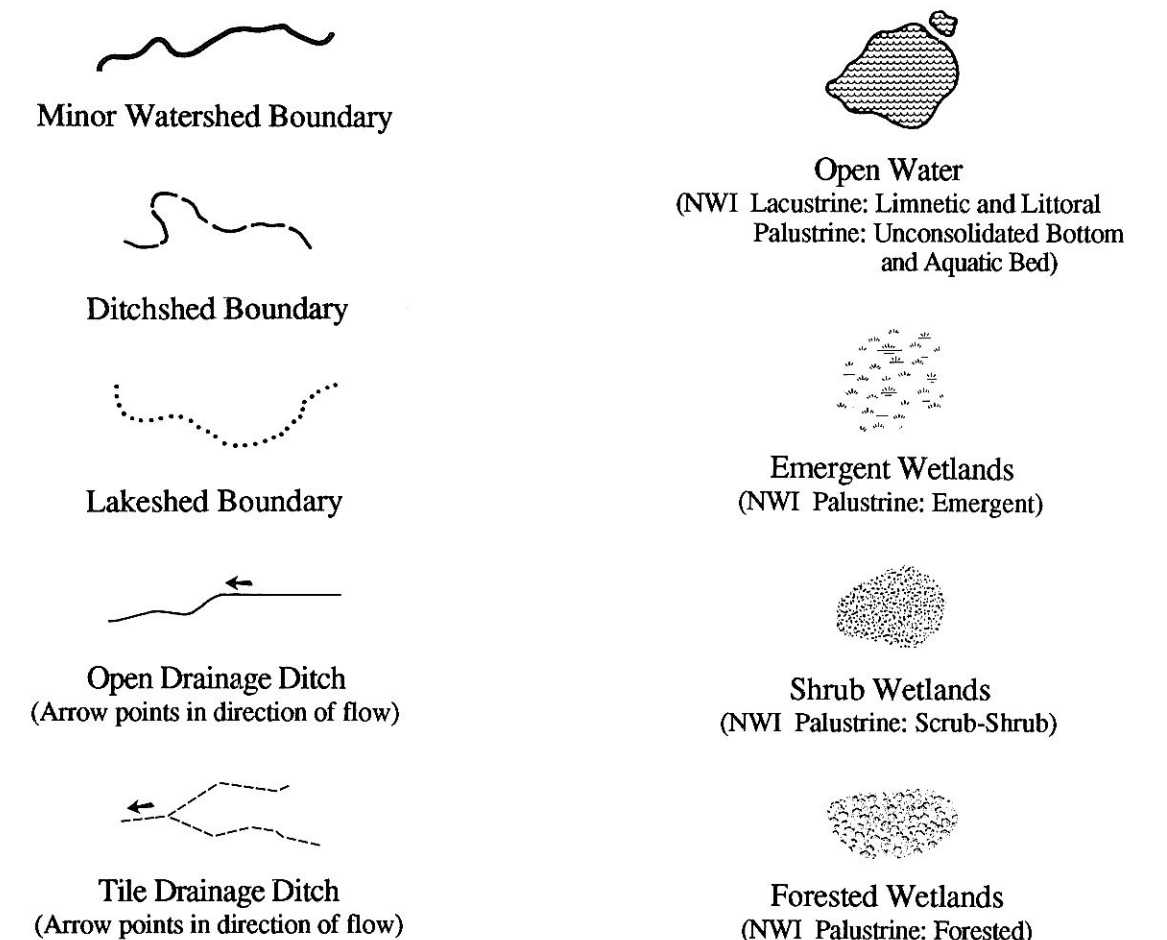 Minor Watershed Boundary
Ditchshed Boundary
Lakeshed Boundary
Open Drainage Ditch
(Arrow points in direction of flow)
Tile Drainage Ditch
(Arrow points in direction of flow)
Open Water
(NWI Lacustrine: Limnetic and Littoral
Palustrine: Unconsolidated Bottom
and Aquatic Bed)
Emergent Wetlands
(NWI Palustrine: Emergent)
Shrub Wetlands
(NWI Palustrine: Scrub-Shrub)
Forested Wetlands
(NWI Palustrine: Forested)